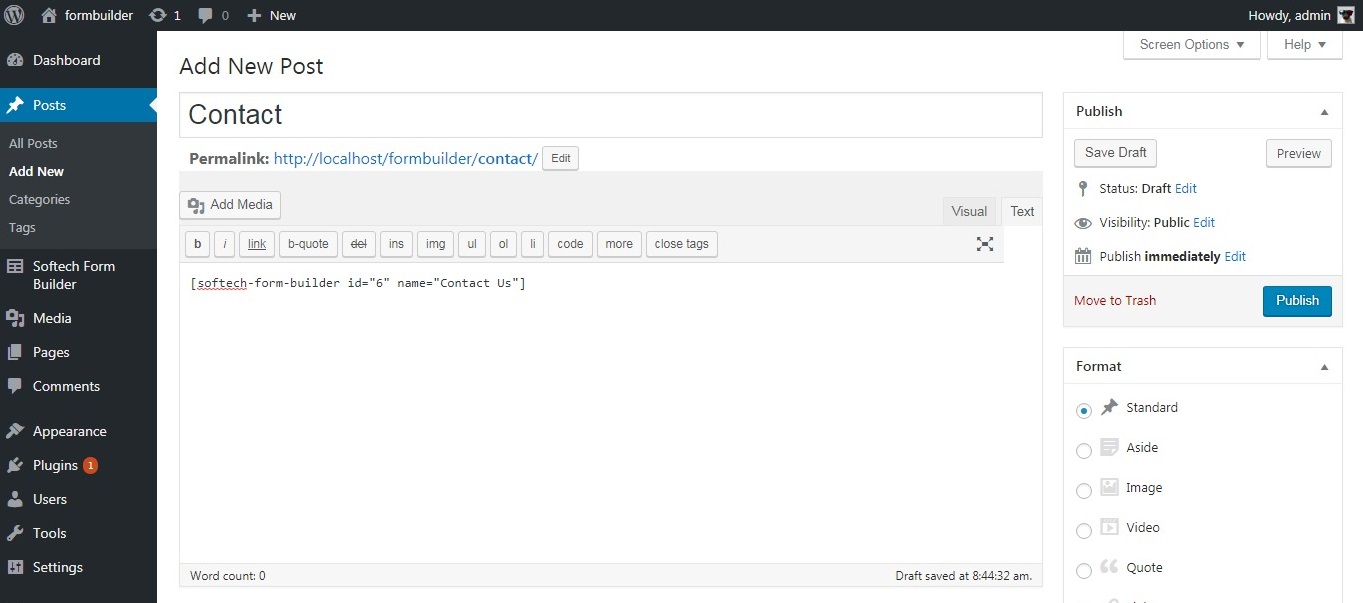 formbuilder 1 0 New Howdy, admin
Screen Options Help
Dashboard
Posts
All Posts
Add New
Categories
Tags
Softech Form
Builder
Media
Pages
Comments
Appearance
Plugins 1
Users
Tools
Settings
Add New Post
Contact
Permalink: http://localhost/formbuilder/contact/ Edit
Add Media
Visual Text
b i link b-quote del ins img ul ol li code more close tags
[softech-form-builder id="6" name="Contact Us"]
Word count: 0 Draft saved at 8:44:32 am.
Publish
Save Draft Preview
Status: Draft Edit
Visibility: Public Edit
Publish immediately Edit
Move to Trash Publish
Format
Standard
Aside
Image
Video
Quote